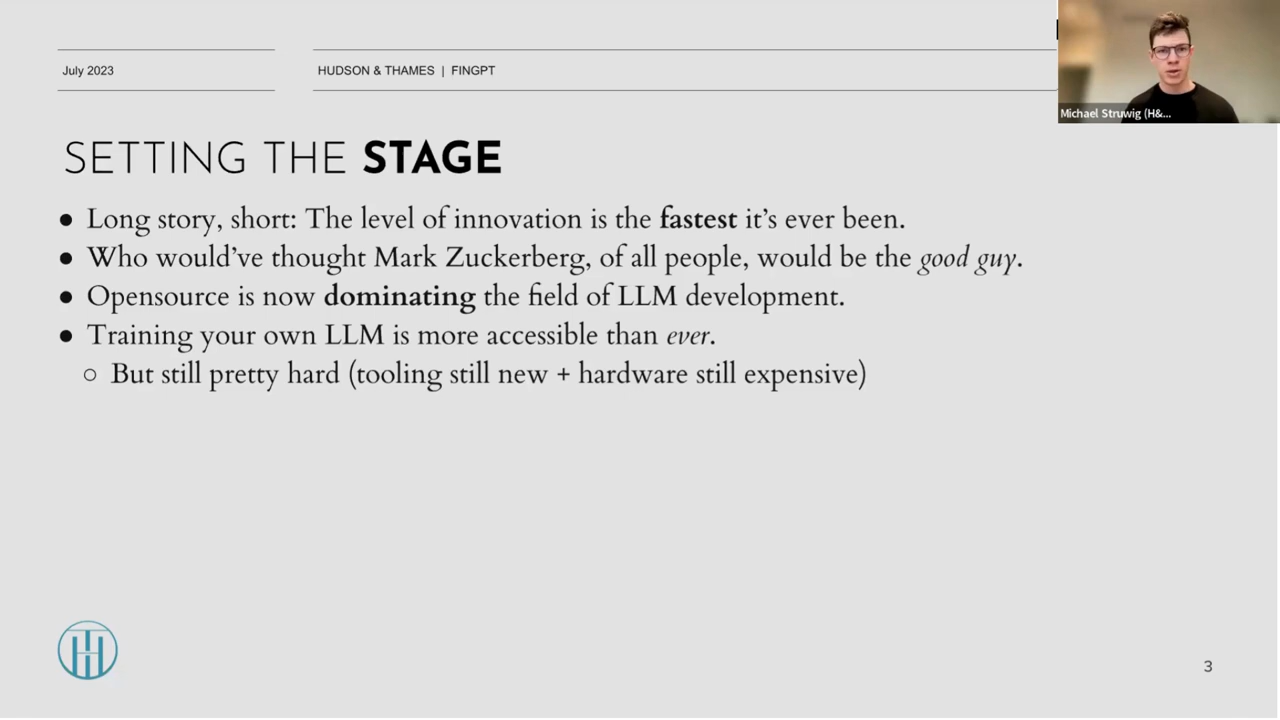 July 2023
HUDSON & THAMES | FINGPT
Michael Struwig (H&...
SETTING THE STAGE
● Long story, short: The level of innovation is the fastest it’s ever been.
● Who would’ve thought Mark Zuckerberg, of all people, would be the good guy.
● Opensource is now dominating the field of LLM development.
● Training your own LLM is more accessible than ever.
○ But still pretty hard (tooling still new + hardware still expensive)
3